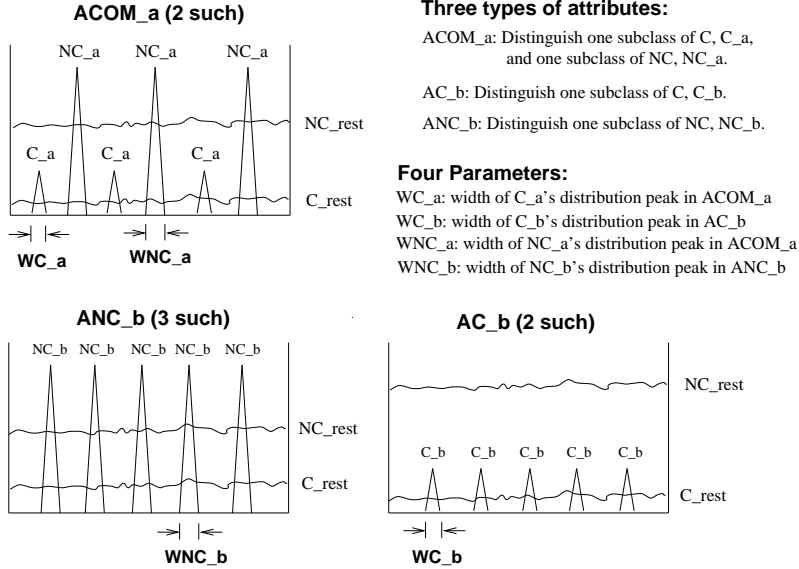 ACOM_a (2 such)
NC_a NC_a NC_a
NC_rest
C_a C_a C_a
C_rest
WC_a WNC_a
Three types of attributes:
ACOM_a: Distinguish one subclass of C, C_a,
and one subclass of NC, NC_a.
AC_b: Distinguish one subclass of C, C_b.
ANC_b: Distinguish one subclass of NC, NC_b.
Four Parameters:
WC_a: width of C_a's distribution peak in ACOM_a
WC_b: width of C_b's distribution peak in AC_b
WNC_a: width of NC_a's distribution peak in ACOM_a
WNC_b: width of NC_b's distribution peak in ANC_b
ANC_b (3 such)
NC_b NC_b NC_b NC_b NC_b
NC_rest
C_rest
WNC_b
AC_b (2 such)
NC_rest
C_b C_b C_b C_b C_b
C_rest
WC_b